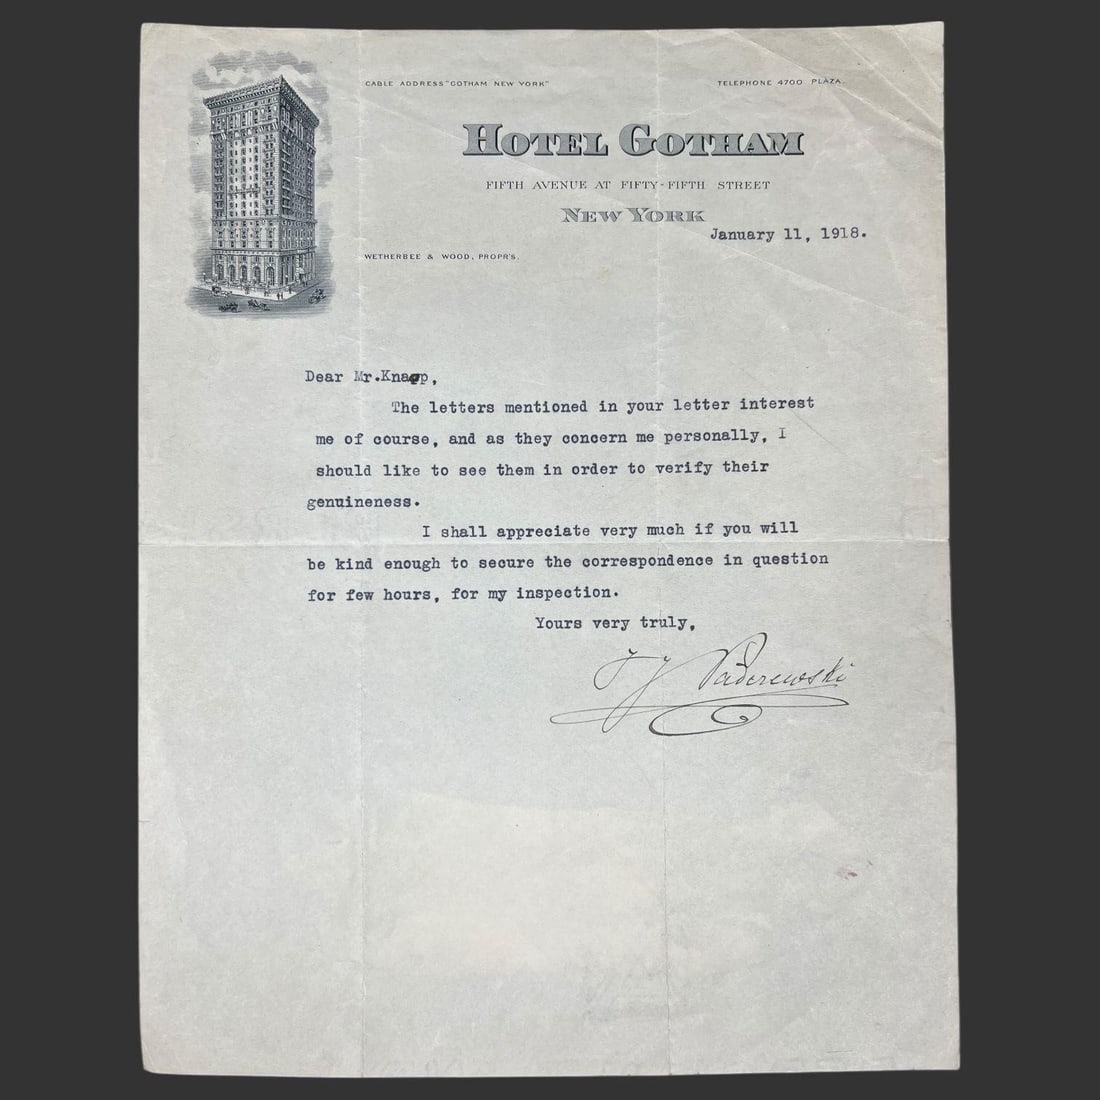 CABLE ADDRESS "GOTHAM NEW YORK"
TELEPHONE 4700 PLAZA.
HOTEL GOTHAM
FIFTH AVENUE AT FIFTY-FIFTH STREET
NEW YORK
January 11, 1918.
WETHERBEE & WOOD, PROPR'S.
Dear Mr.Knapp,
The letters mentioned in your letter interest
me of course, and as they concern me personally, I
should like to see them in order to verify their
genuineness.
I shall appreciate very much if you will
be kind enough to secure the correspondence in question
for few hours, for my inspection.
Yours very truly,
I J Paderewski